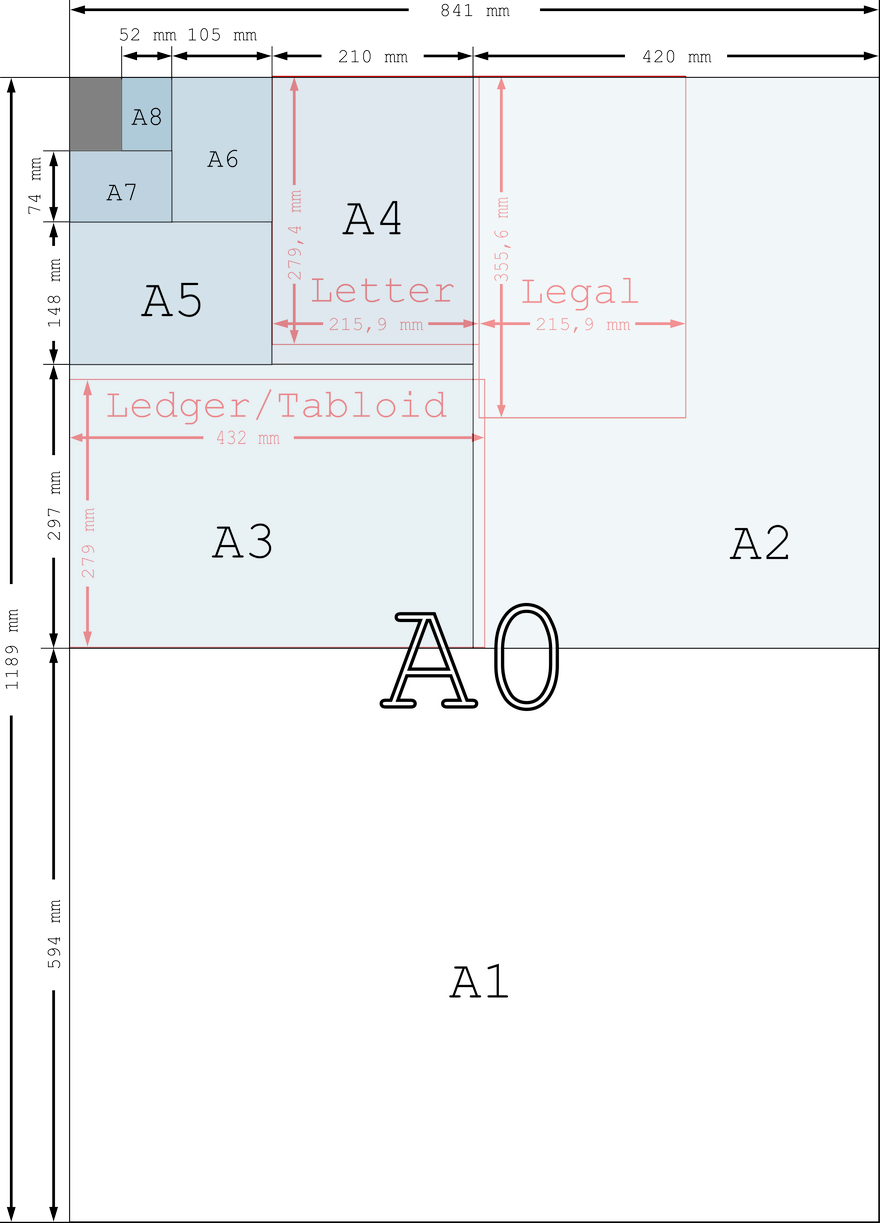 841 mm
52 mm 105 mm
210 mm
420 mm
A8
A6
A7
74 mm
A4
279,4 mm
355,6 mm
Letter
Legal
215,9 mm
215,9 mm
A5
148 mm
Ledger/Tabloid
432 mm
297 mm
279 mm
A3
A2
A0
1189 mm
594 mm
A1